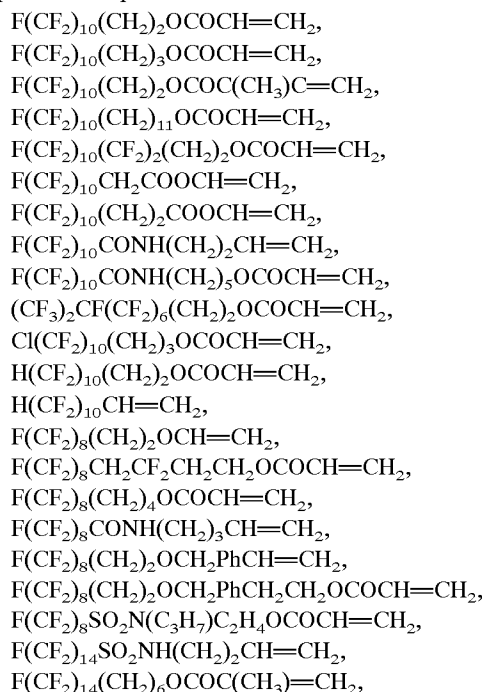 F(CF₂)₁₀(CH₂)₂OCOCH=CH₂,
F(CF₂)₁₀(CH₂)₃OCOCH=CH₂,
F(CF₂)₁₀(CH₂)₂OCOC(CH₃)C=CH₂,
F(CF₂)₁₀(CH₂)₁₁OCOCH=CH₂,
F(CF₂)₁₀(CF₂)₂(CH₂)₂OCOCH=CH₂,
F(CF₂)₁₀CH₂COOCH=CH₂,
F(CF₂)₁₀(CH₂)₂COOCH=CH₂,
F(CF₂)₁₀CONH(CH₂)₂CH=CH₂,
F(CF₂)₁₀CONH(CH₂)₅OCOCH=CH₂,
(CF₃)₂CF(CF₂)₆(CH₂)₂OCOCH=CH₂,
Cl(CF₂)₁₀(CH₂)₃OCOCH=CH₂,
H(CF₂)₁₀(CH₂)₂OCOCH=CH₂,
H(CF₂)₁₀CH=CH₂,
F(CF₂)₈(CH₂)₂OCH=CH₂,
F(CF₂)₈CH₂CF₂CH₂CH₂OCOCH=CH₂,
F(CF₂)₈(CH₂)₄OCOCH=CH₂,
F(CF₂)₈CONH(CH₂)₃CH=CH₂,
F(CF₂)₈(CH₂)₂OCH₂PhCH=CH₂,
F(CF₂)₈(CH₂)₂OCH₂PhCH₂CH₂OCOCH=CH₂,
F(CF₂)₈SO₂N(C₃H₇)C₂H₄OCOCH=CH₂,
F(CF₂)₁₄SO₂NH(CH₂)₂CH=CH₂,
F(CF₂)₁₄(CH₂)₆OCOC(CH₃)=CH₂,